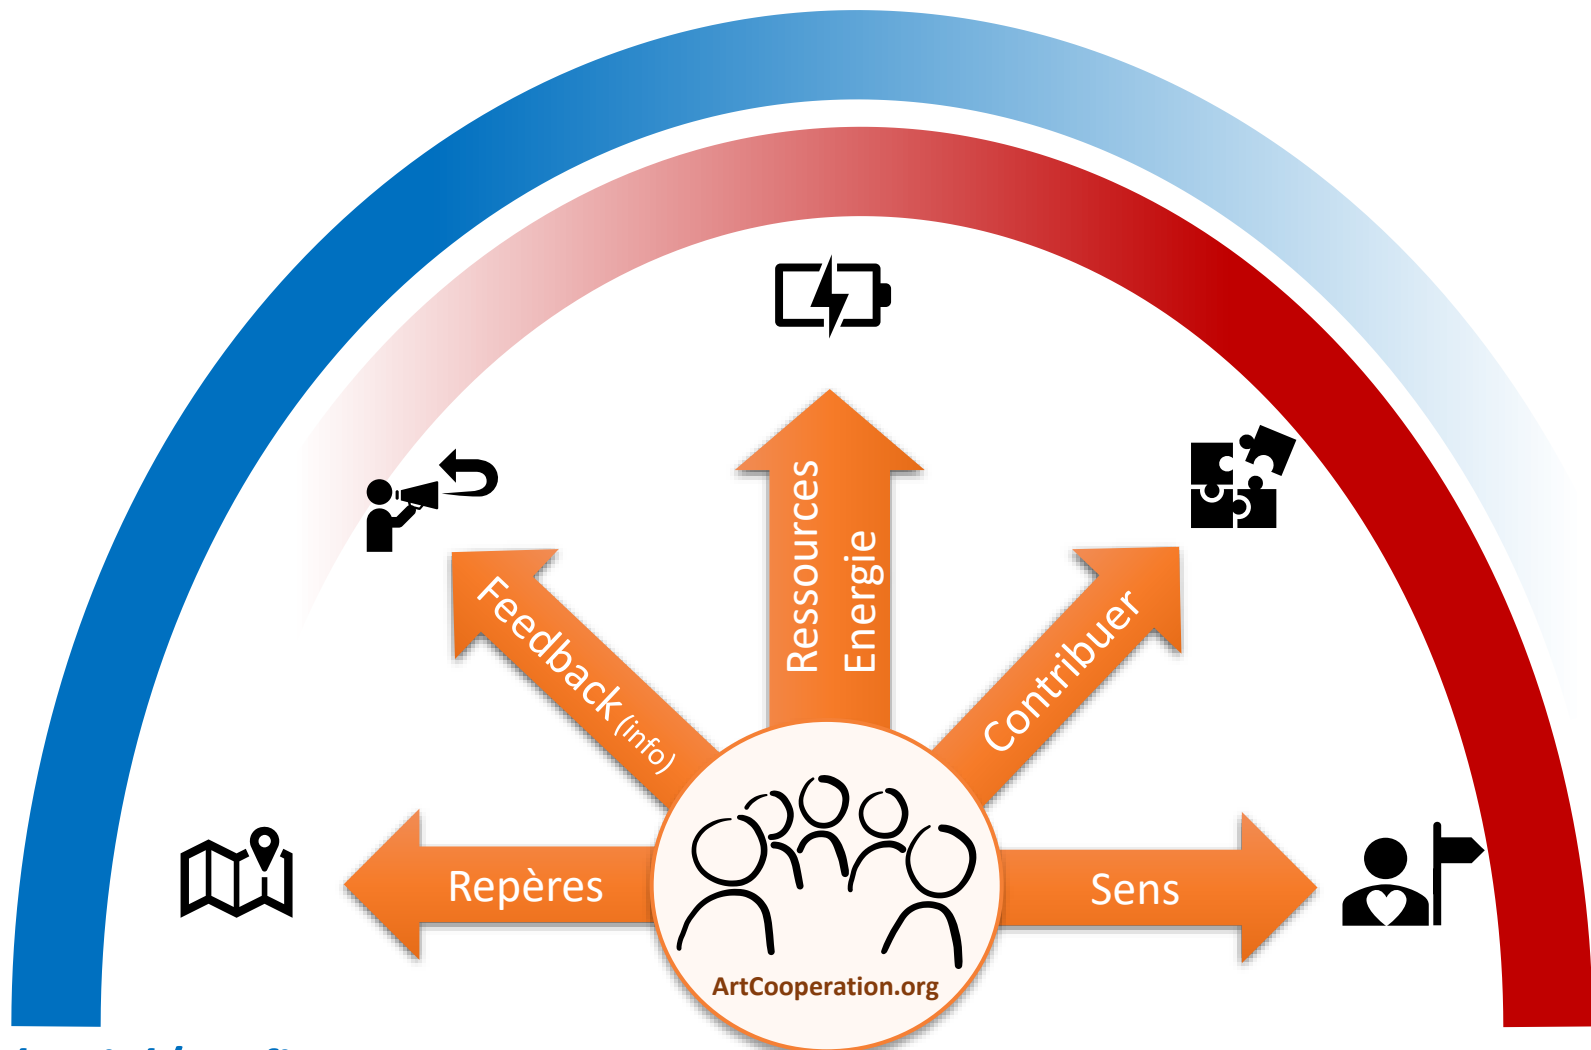 Ressources
Energie
Feedback (info)
Contribuer
Repères
Sens
ArtCooperation.org